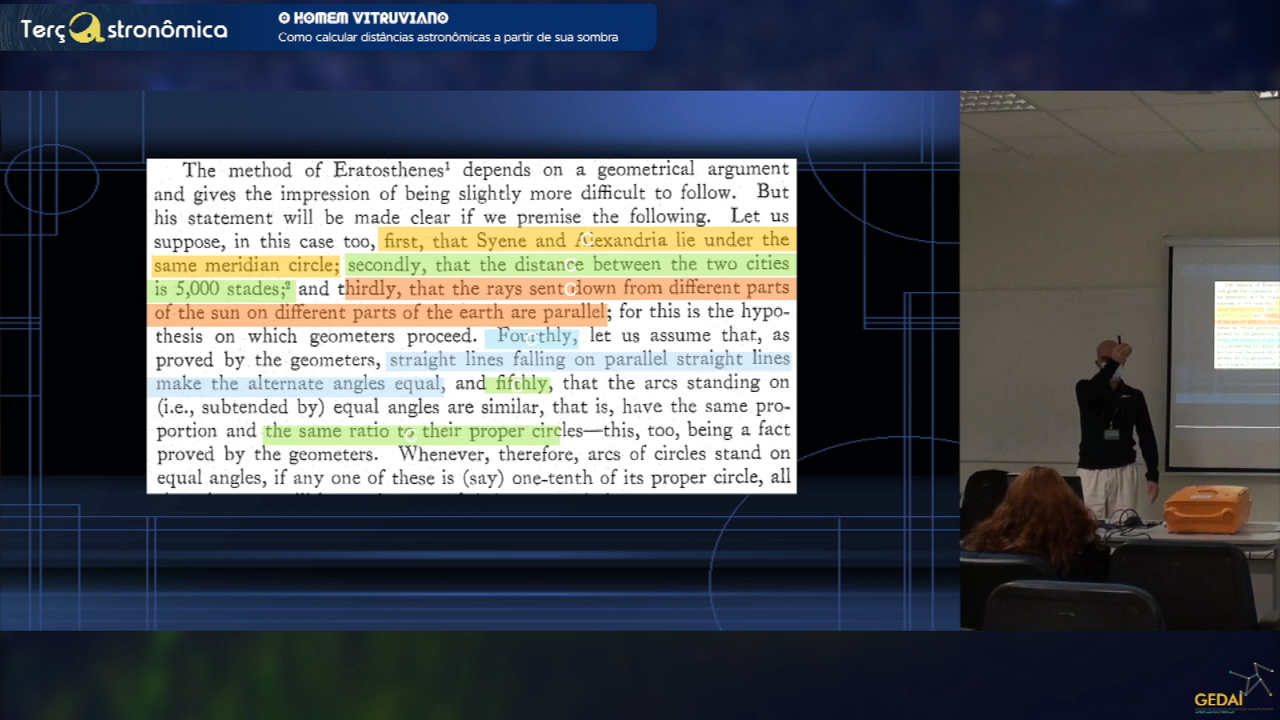 Terç stronômica
O HOMEM VITRUVIANO
Como calcular distâncias astronômicas a partir de sua sombra
The method of Eratosthenes¹ depends on a geometrical argument
and gives the impression of being slightly more difficult to follow. But
his statement will be made clear if we premise the following. Let us
suppose, in this case too, first, that Syene and Alexandria lie under the
same meridian circle; secondly, that the distance between the two cities
is 5,000 stades;² and thirdly, that the rays sent down from different parts
of the sun on different parts of the earth are parallel; for this is the hypo-
thesis on which geometers proceed. Fourthly, let us assume that, as
proved by the geometers, straight lines falling on parallel straight lines
make the alternate angles equal, and fifthly, that the arcs standing on
(i.e., subtended by) equal angles are similar, that is, have the same pro-
portion and the same ratio to their proper circles—this, too, being a fact
proved by the geometers. Whenever, therefore, arcs of circles stand on
equal angles, if any one of these is (say) one-tenth of its proper circle, all
GEDAI